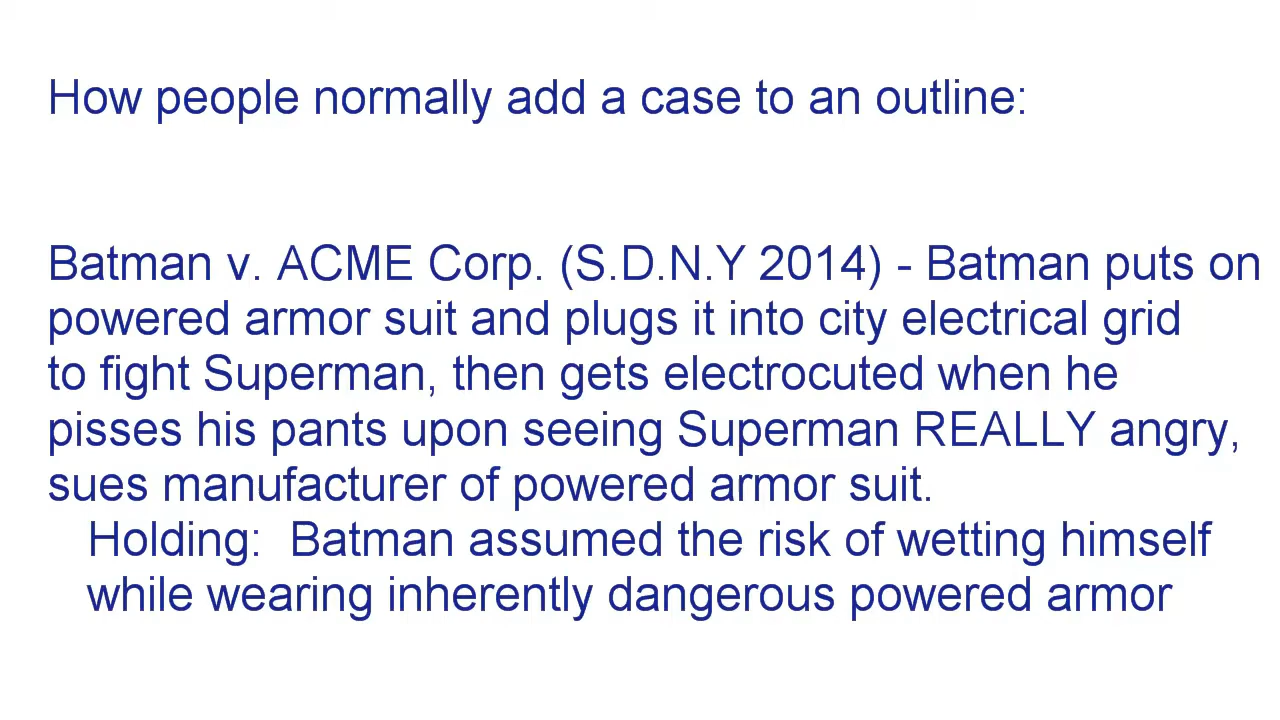 How people normally add a case to an outline:
Batman v. ACME Corp. (S.D.N.Y 2014) - Batman puts on
powered armor suit and plugs it into city electrical grid
to fight Superman, then gets electrocuted when he
pisses his pants upon seeing Superman REALLY angry,
sues manufacturer of powered armor suit.
Holding:  Batman assumed the risk of wetting himself
while wearing inherently dangerous powered armor